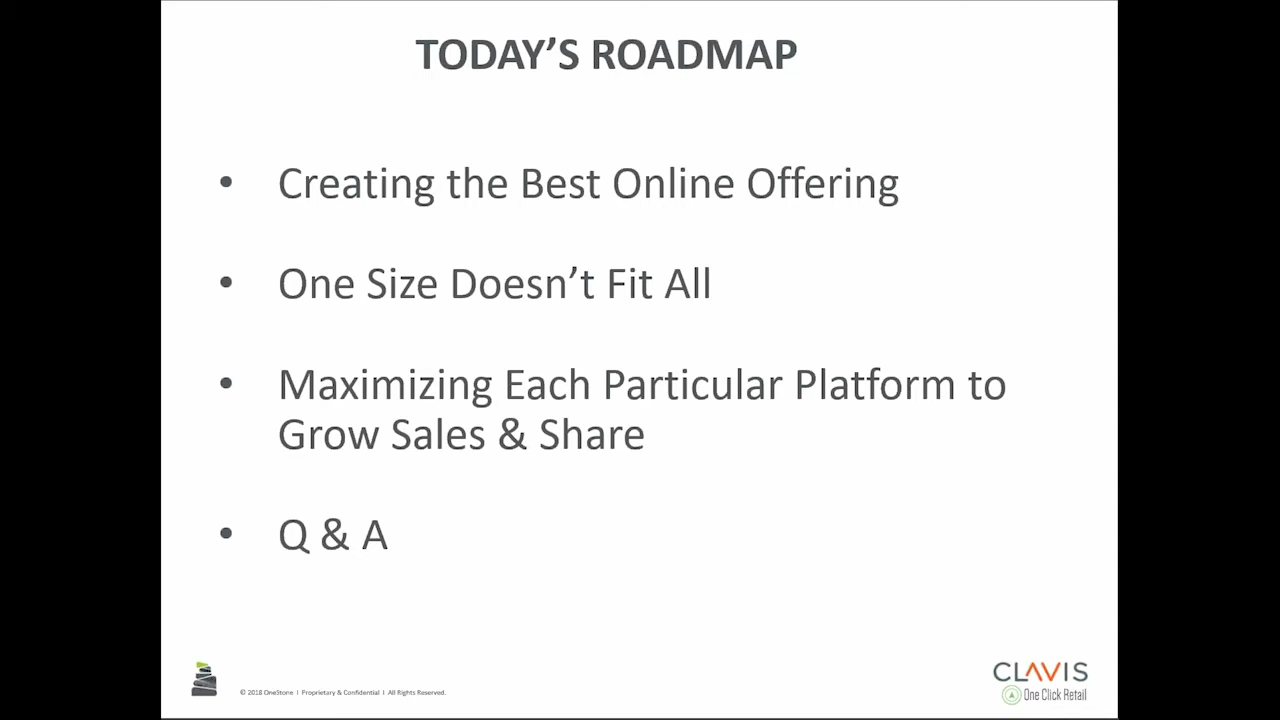 TODAY’S ROADMAP
• Creating the Best Online Offering
• One Size Doesn’t Fit All
• Maximizing Each Particular Platform to
Grow Sales & Share
• Q & A
© 2018 OneStone I Proprietary & Confidential I All Rights Reserved.
CLAVIS
One Click Retail